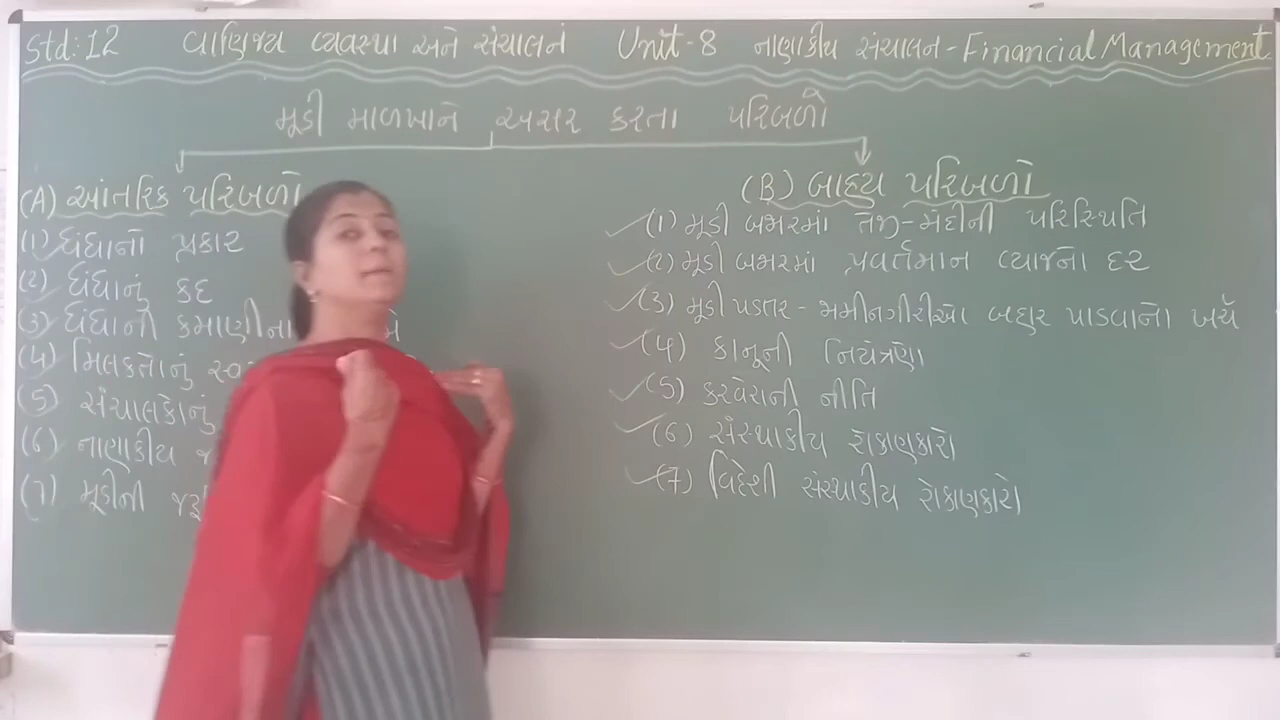 Std:12 વાણિજ્ય વ્યવસ્થા અને સંચાલન Unit-8 નાણાકીય સંચાલન-Financial Management
મૂડી માળખાને અસર કરતા પરિબળો
(A) આંતરિક પરિબળો
(1) ધંધાનો પ્રકાર
(2) ધંધાનું કદ
(3) ધંધાની કમાણીના
(4) મિલકતોનું
(5) સંચાલકોનું
(6) નાણાકીય
(7) મૂડીની
(B) બાહ્ય પરિબળો
(1) મૂડી બજારમાં તેજી-મંદીની પરિસ્થિતિ
(2) મૂડી બજારમાં પ્રવર્તમાન વ્યાજનો દર
(3) મૂડી પડતર - જામીનગીરીઓ બહાર પાડવાનો ખર્ચ
(4) કાનૂની નિયંત્રણો
(5) કરવેરાની નીતિ
(6) સંસ્થાકીય રોકાણકારો
(7) વિદેશી સંસ્થાકીય રોકાણકારો